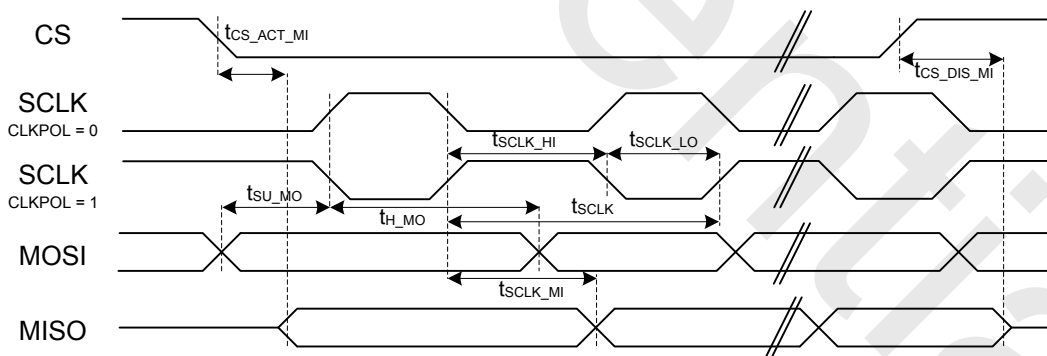 CS
tCS_ACT_MI
tCS_DIS_MI
SCLK
CLKPOL = 0
tSCLK_HI
tSCLK_LO
SCLK
CLKPOL = 1
tSU_MO
tH_MO
tSCLK
MOSI
tSCLK_MI
MISO